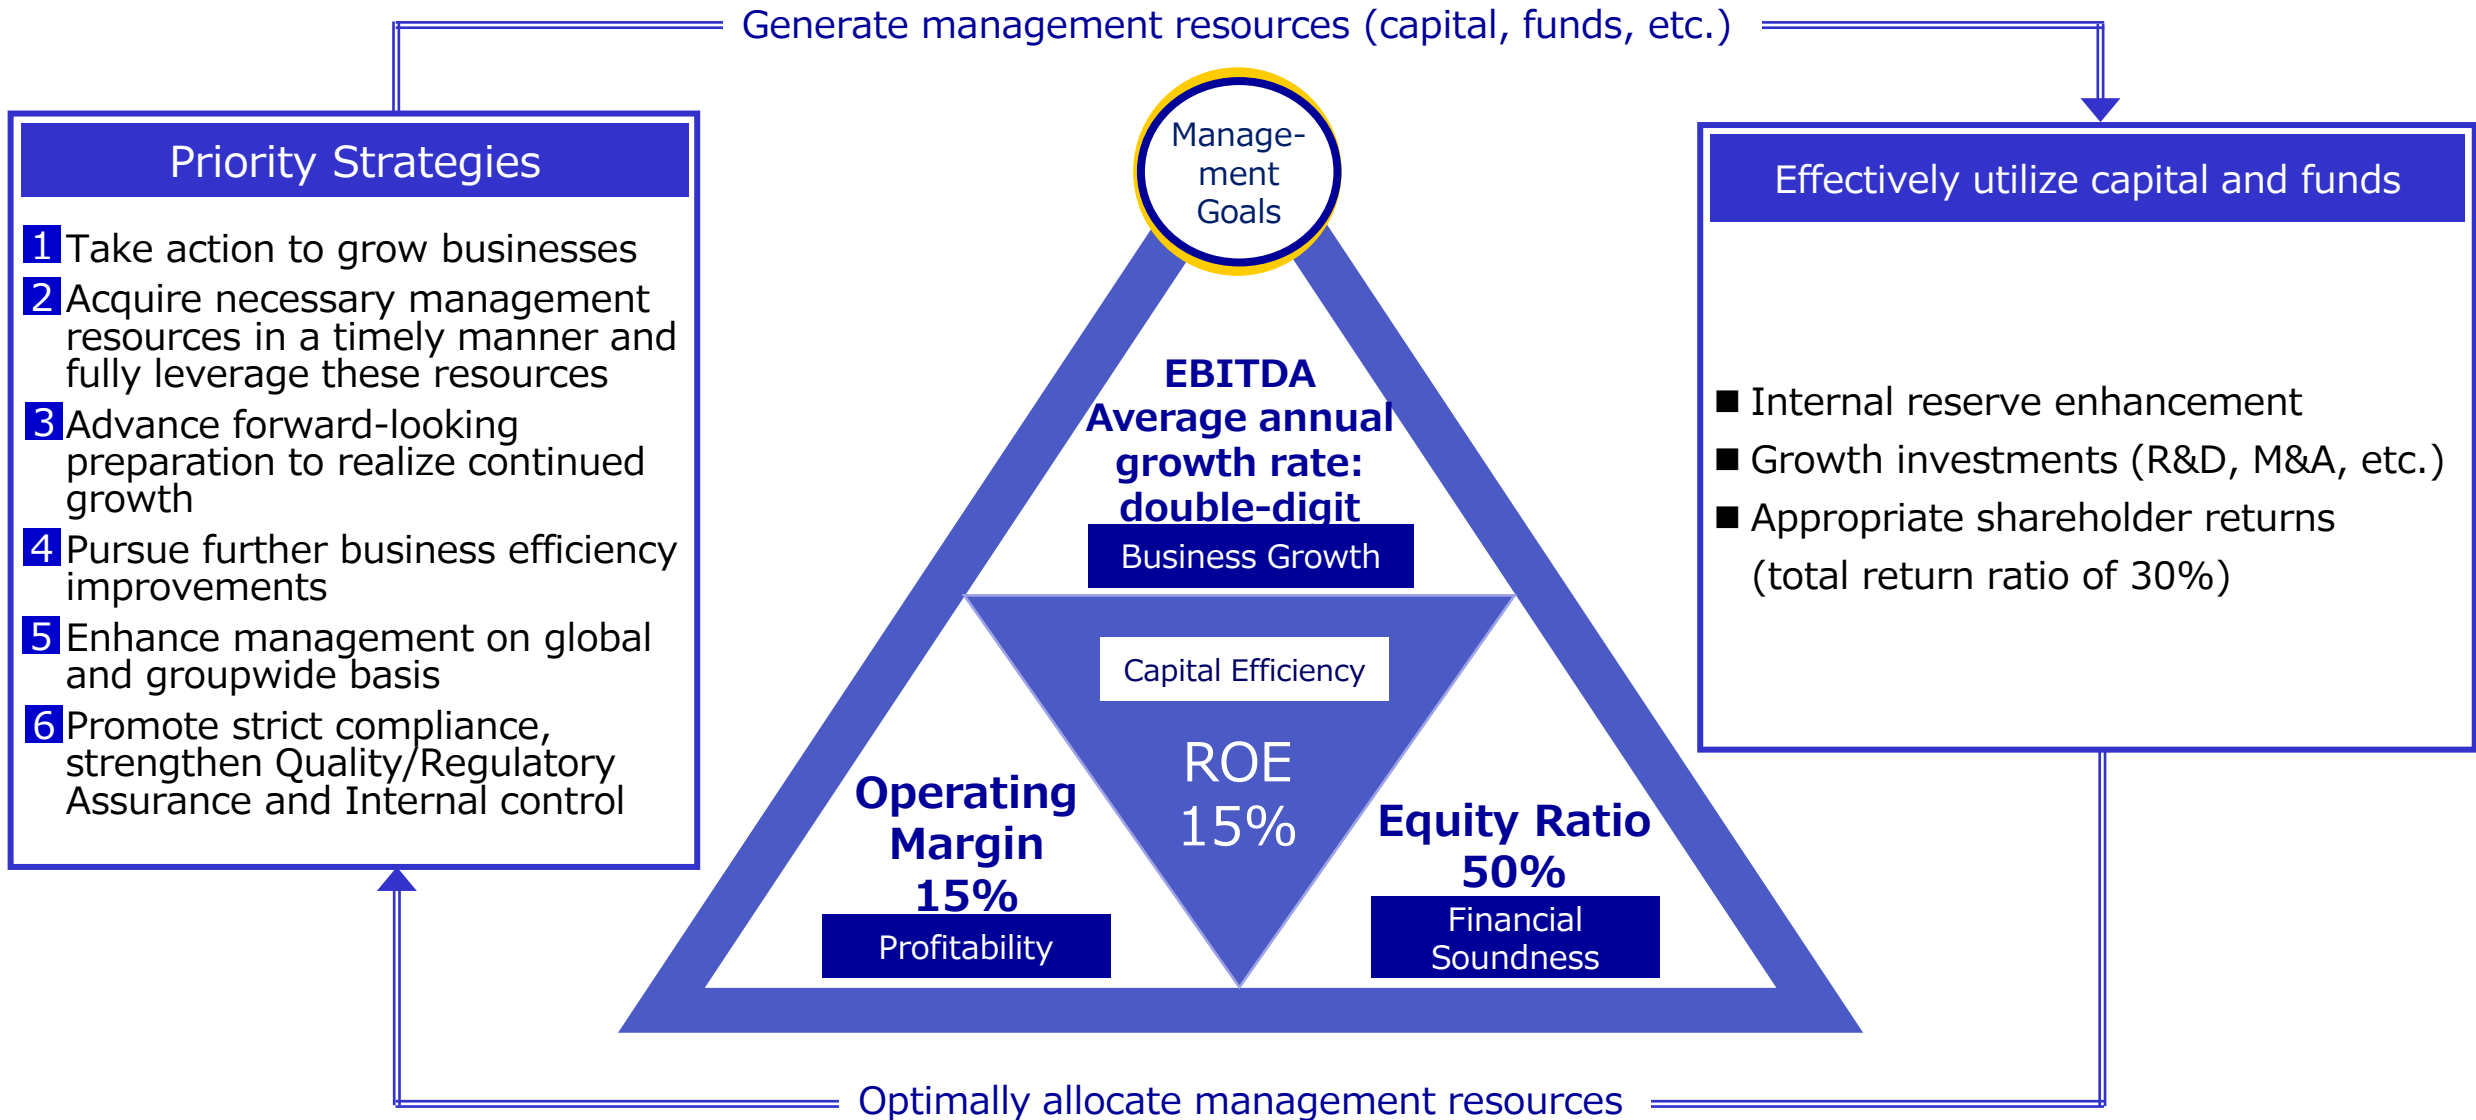 Generate management resources (capital, funds, etc.)
Priority Strategies
1 Take action to grow businesses
2 Acquire necessary management
resources in a timely manner and
fully leverage these resources
3 Advance forward-looking
preparation to realize continued
growth
4 Pursue further business efficiency
improvements
5 Enhance management on global
and groupwide basis
6 Promote strict compliance,
strengthen Quality/Regulatory
Assurance and Internal control
Manage-
ment
Goals
EBITDA
Average annual
growth rate:
double-digit
Business Growth
Capital Efficiency
ROE
15%
Operating
Margin
15%
Profitability
Equity Ratio
50%
Financial
Soundness
Effectively utilize capital and funds
■ Internal reserve enhancement
■ Growth investments (R&D, M&A, etc.)
■ Appropriate shareholder returns
(total return ratio of 30%)
Optimally allocate management resources